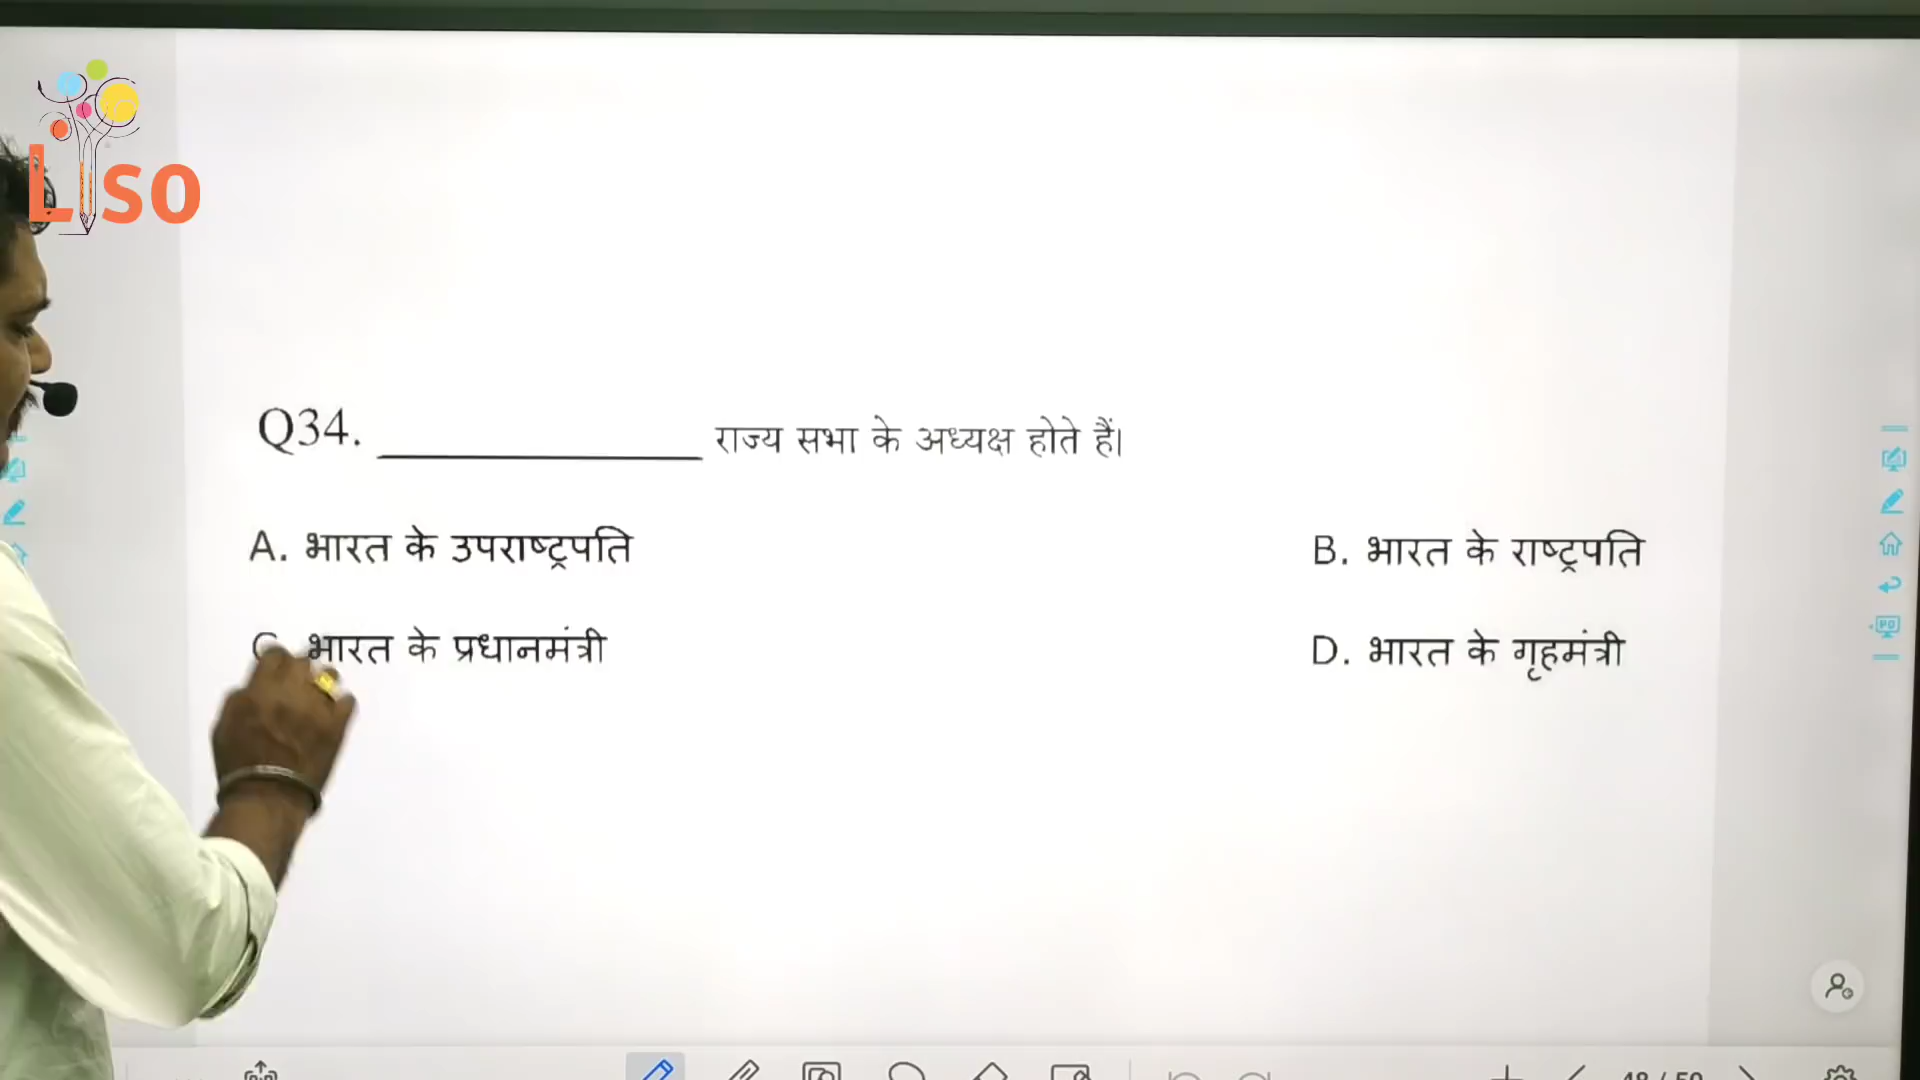 Liso
Q34. ____________ राज्य सभा के अध्यक्ष होते हैं।
A. भारत के उपराष्ट्रपति
B. भारत के राष्ट्रपति
C. भारत के प्रधानमंत्री
D. भारत के गृहमंत्री